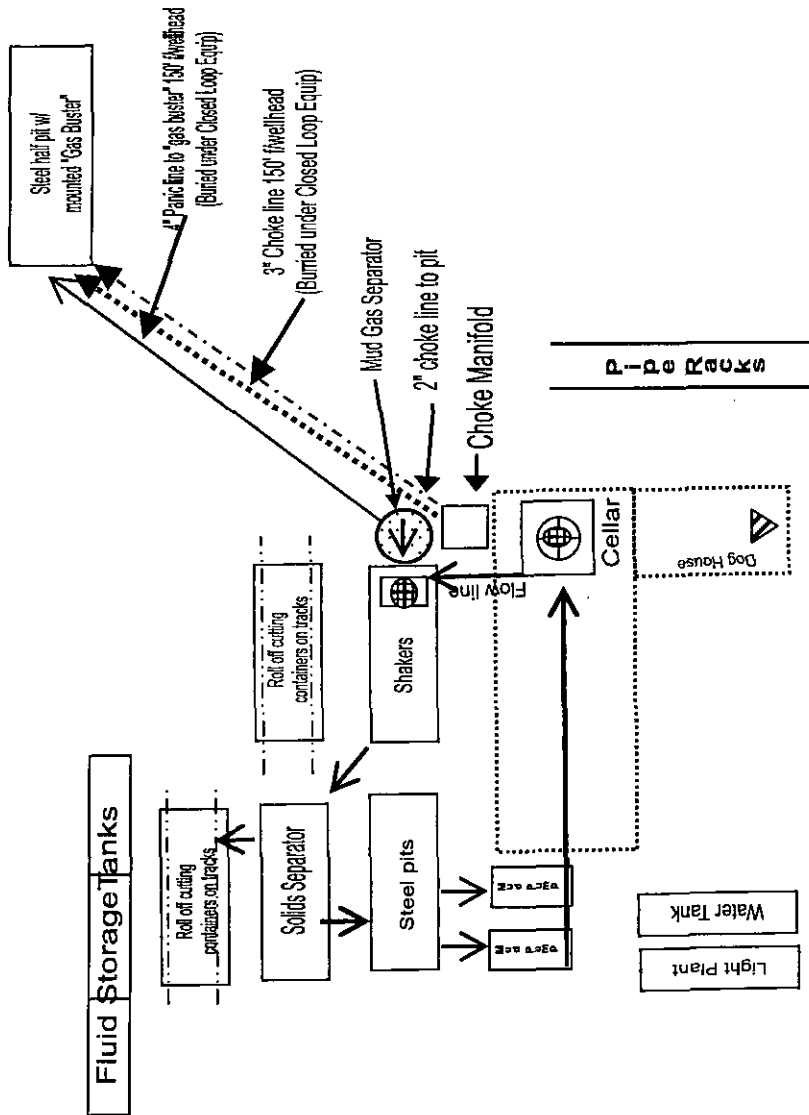 Steel half pit w/
mounted "Gas Buster"
4" Panic line to "gas buster" 150' f/wellhead
(Buried under Closed Loop Equip)
3" Choke line 150' f/wellhead
(Burried under Closed Loop Equip)
Mud Gas Separator
2" choke line to pit
Choke Manifold
Pipe Racks
Fluid StorageTanks
Roll off cutting
containers on tracks
Roll off cutting
containers on tracks
Solids Separator
Shakers
Steel pits
Flow line
Cellar
Dog House
Water Tank
Light Plant